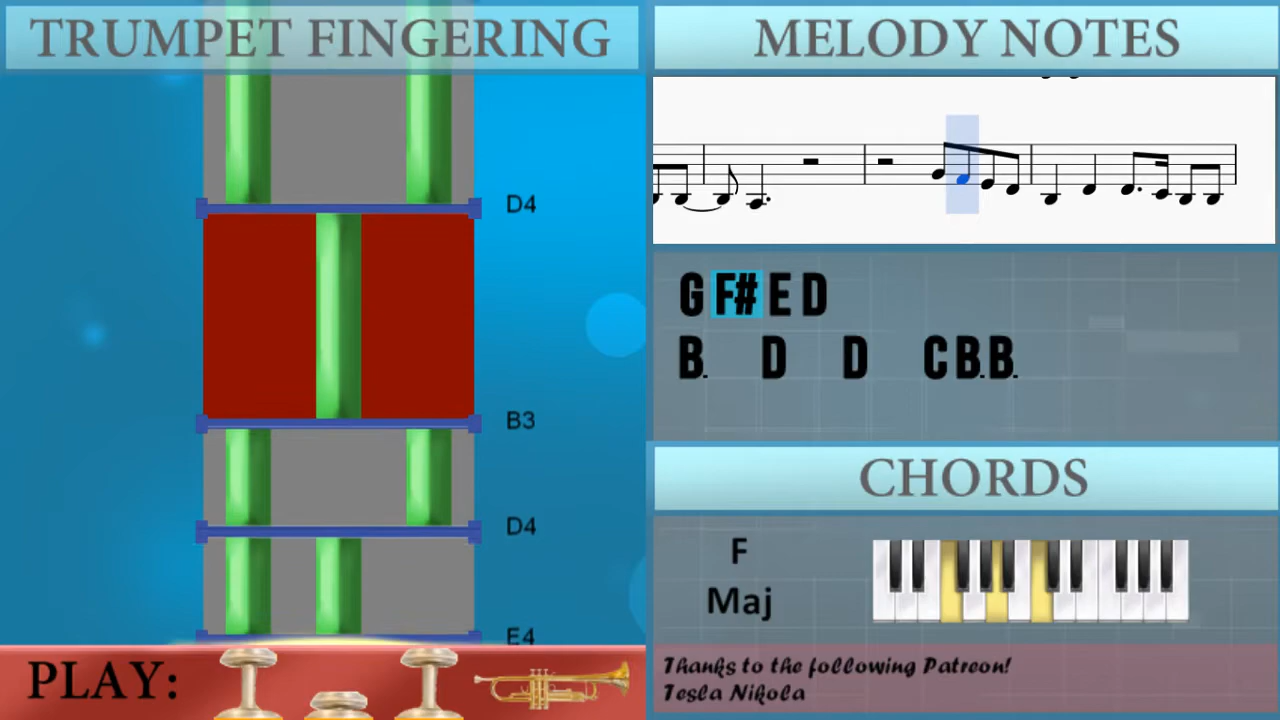 TRUMPET FINGERING
D4
B3
D4
E4
PLAY:
MELODY NOTES
G F# E D
B. D D C B. B.
CHORDS
F
Maj
Thanks to the following Patreon!
Tesla Nikola